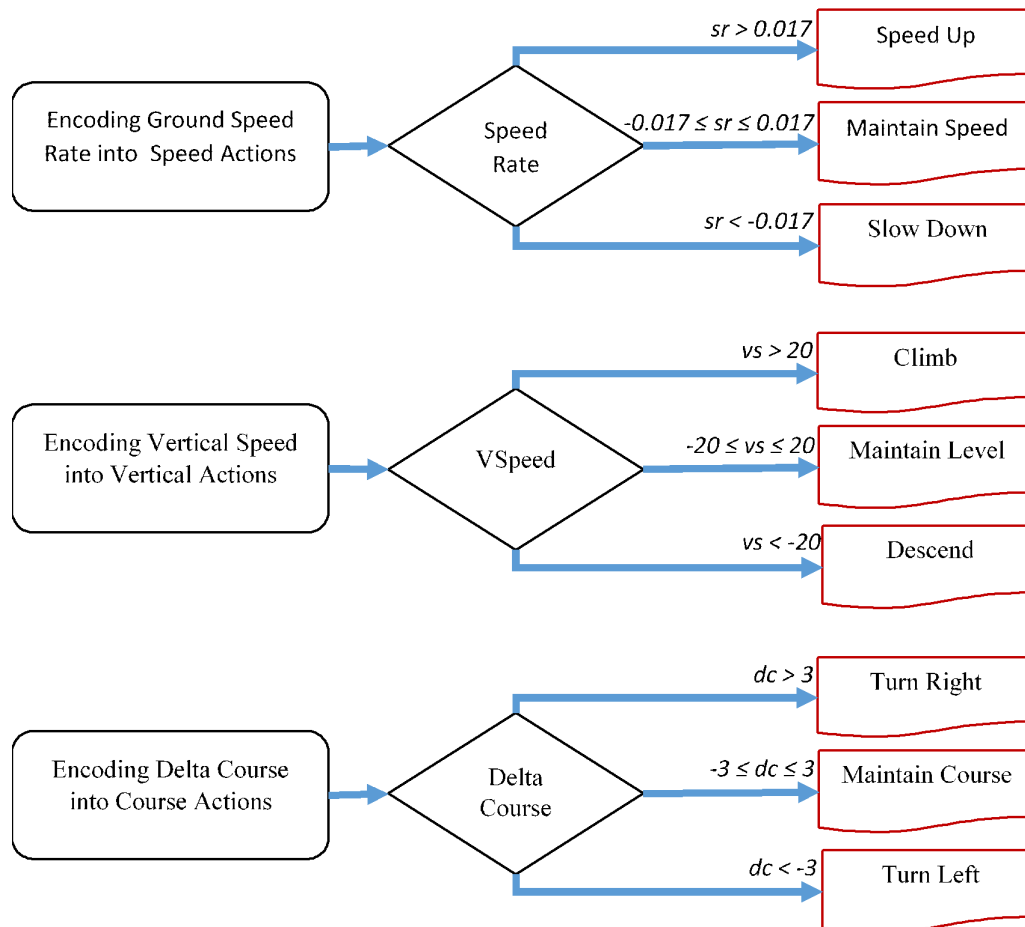 sr > 0.017
Speed Up
Encoding Ground Speed
Rate into Speed Actions
Speed
Rate
-0.017 ≤ sr ≤ 0.017
Maintain Speed
sr < -0.017
Slow Down
vs > 20
Climb
Encoding Vertical Speed
into Vertical Actions
VSpeed
-20 ≤ vs ≤ 20
Maintain Level
vs < -20
Descend
dc > 3
Turn Right
Encoding Delta Course
into Course Actions
Delta
Course
-3 ≤ dc ≤ 3
Maintain Course
dc < -3
Turn Left